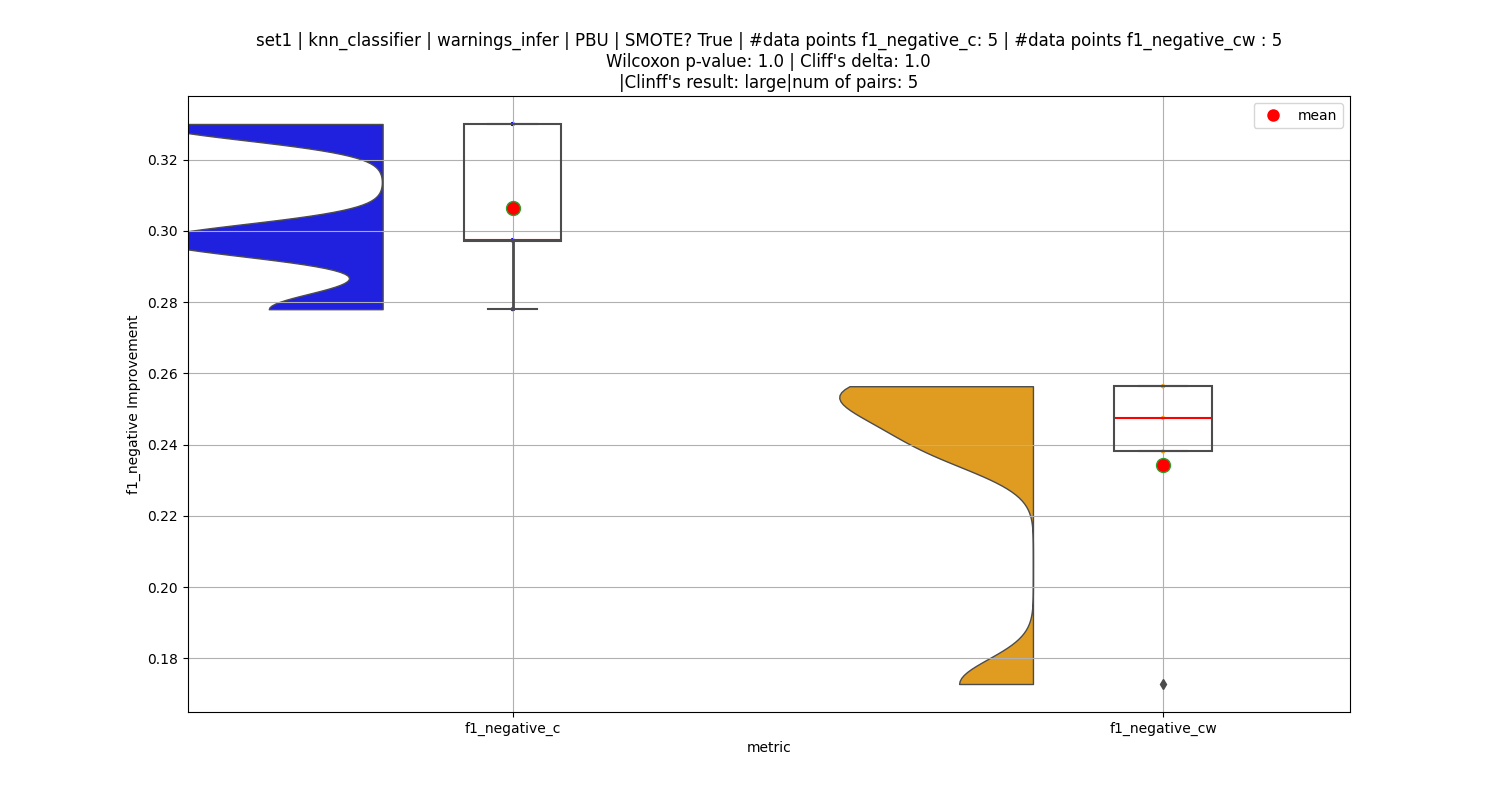 set1 | knn_classifier | warnings_infer | PBU | SMOTE? True | #data points f1_negative_c: 5 | #data points f1_negative_cw : 5
Wilcoxon p-value: 1.0 | Cliff's delta: 1.0
|Clinff's result: large|num of pairs: 5
mean
0.32
0.30
0.28
0.26
0.24
0.22
0.20
0.18
f1_negative Improvement
f1_negative_c
f1_negative_cw
metric